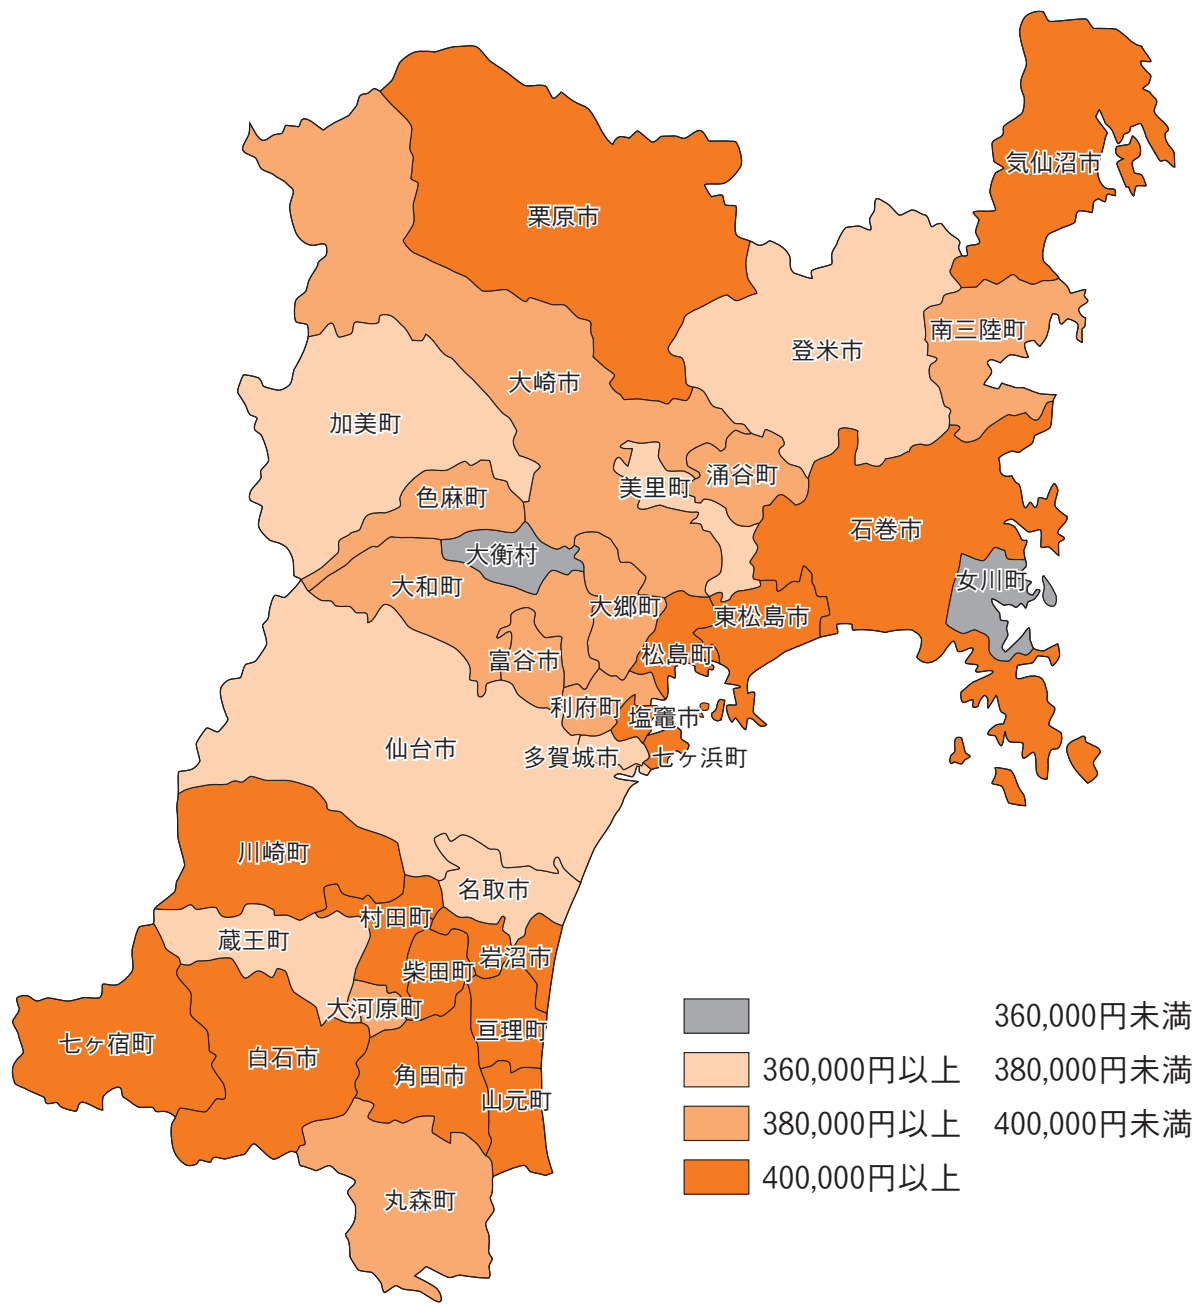 気仙沼市
栗原市
南三陸町
登米市
大崎市
加美町
涌谷町
美里町
色麻町
石巻市
大衡村
女川町
大和町
大郷町
東松島市
松島町
富谷市
利府町
塩竈市
仙台市
多賀城市
七ヶ浜町
川崎町
名取市
村田町
蔵王町
岩沼市
柴田町
大河原町
亘理町
七ヶ宿町
白石市
角田市
山元町
丸森町
360,000円未満
360,000円以上 380,000円未満
380,000円以上 400,000円未満
400,000円以上